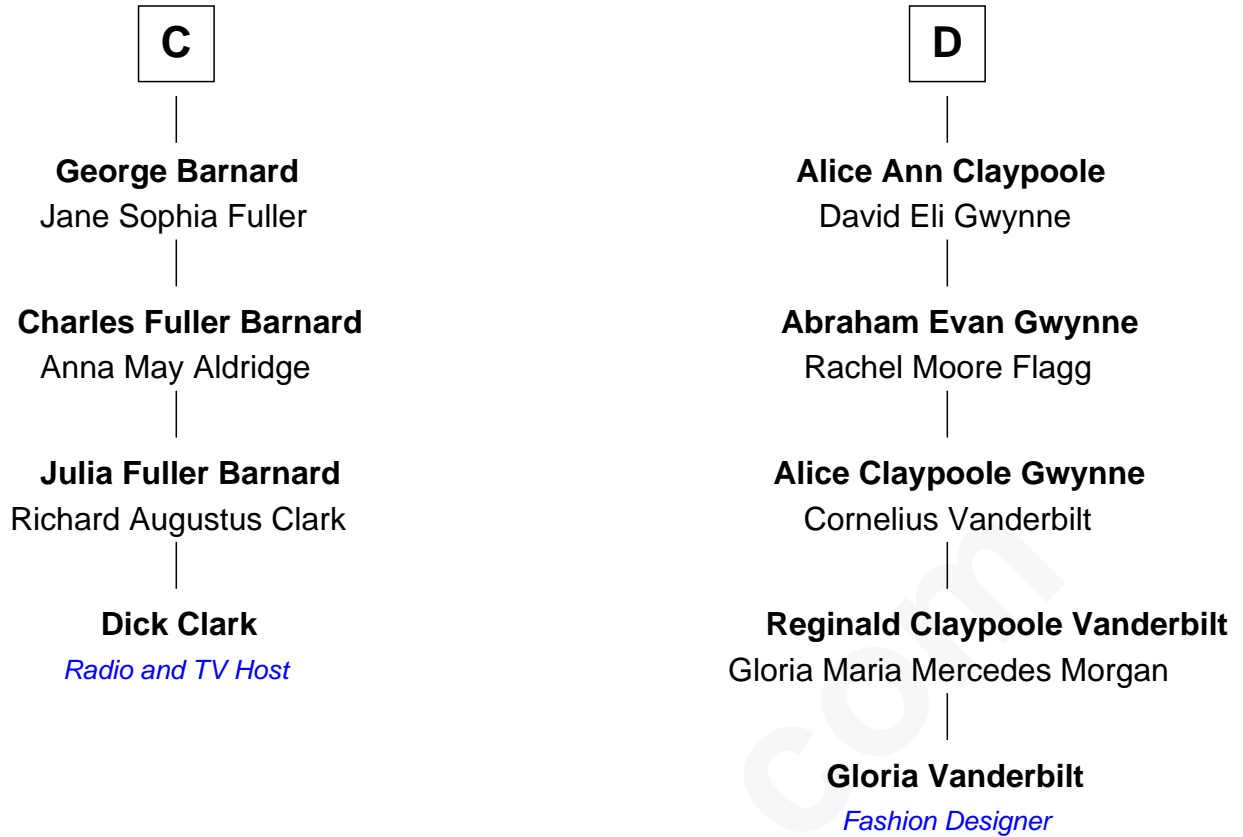 C
George Barnard
Jane Sophia Fuller
Charles Fuller Barnard
Anna May Aldridge
Julia Fuller Barnard
Richard Augustus Clark
Dick Clark
Radio and TV Host
D
Alice Ann Claypoole
David Eli Gwynne
Abraham Evan Gwynne
Rachel Moore Flagg
Alice Claypoole Gwynne
Cornelius Vanderbilt
Reginald Claypoole Vanderbilt
Gloria Maria Mercedes Morgan
Gloria Vanderbilt
Fashion Designer
com